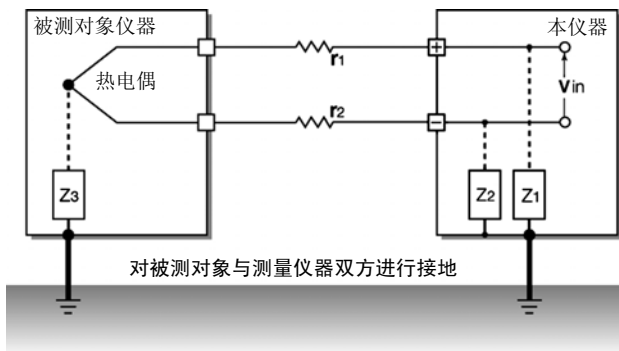 被测对象仪器
本仪器
热电偶
r1
+
Vin
r2
−
Z3
Z2
Z1
对被测对象与测量仪器双方进行接地